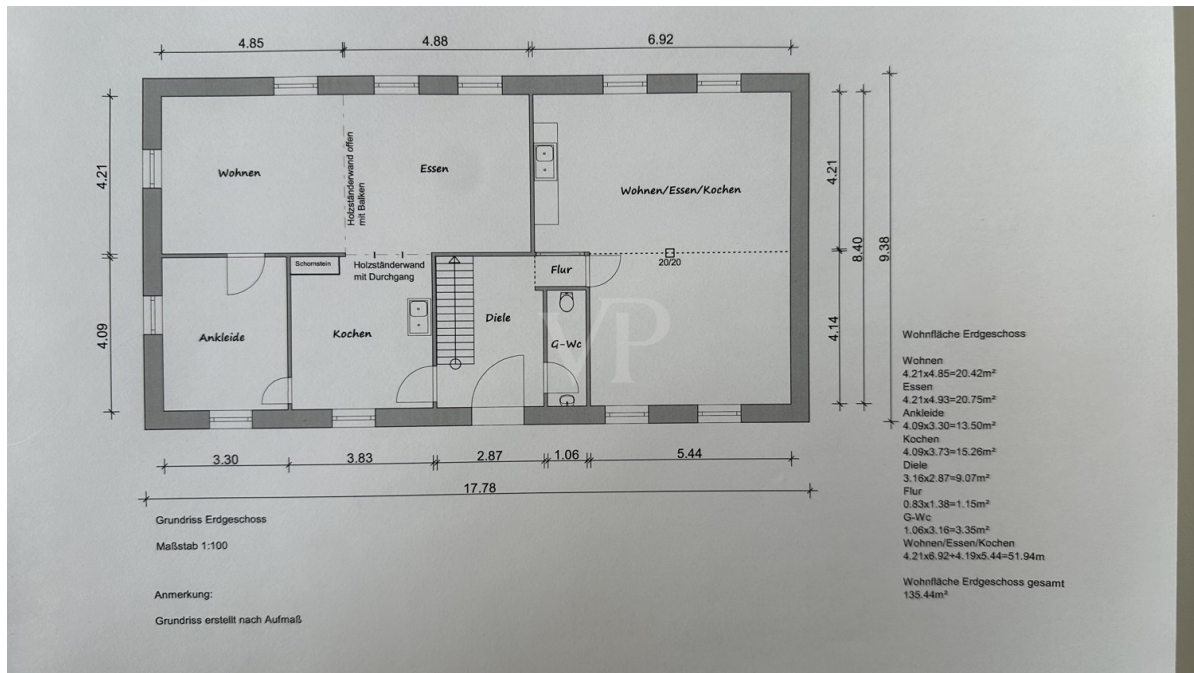 4.85
4.88
6.92
Wohnen
Holzständerwand offen
mit Balken
Essen
Wohnen/Essen/Kochen
4.21
4.21
8.40
9.38
Schornstein
Holzständerwand
mit Durchgang
Flur
20/20
Ankleide
Kochen
Diele
G-Wc
VP
4.09
4.14
3.30
3.83
2.87
1.06
5.44
17.78
Grundriss Erdgeschoss
Maßstab 1:100
Anmerkung:
Grundriss erstellt nach Aufmaß
Wohnfläche Erdgeschoss
Wohnen
4.21x4.85=20.42m²
Essen
4.21x4.93=20.75m²
Ankleide
4.09x3.30=13.50m²
Kochen
4.09x3.73=15.26m²
Diele
3.16x2.87=9.07m²
Flur
0.83x1.38=1.15m²
G-Wc
1.06x3.16=3.35m²
Wohnen/Essen/Kochen
4.21x6.92+4.19x5.44=51.94m
Wohnfläche Erdgeschoss gesamt
135.44m²